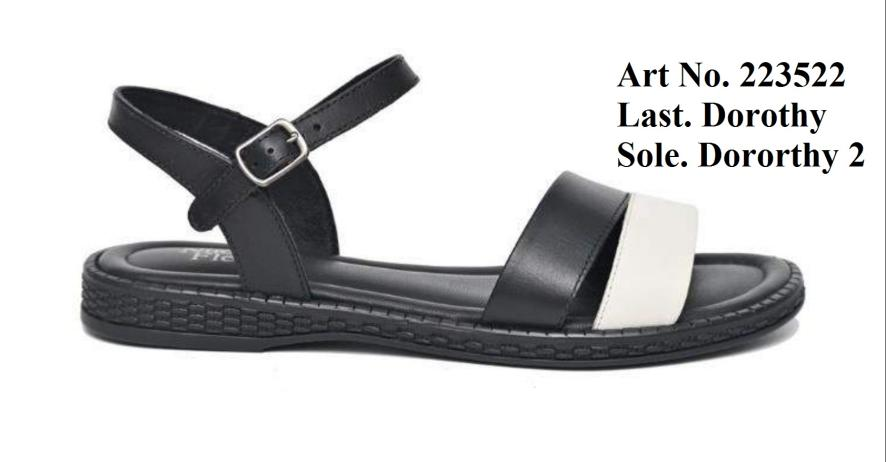 Art No. 223522
Last. Dorothy
Sole. Dororthy 2